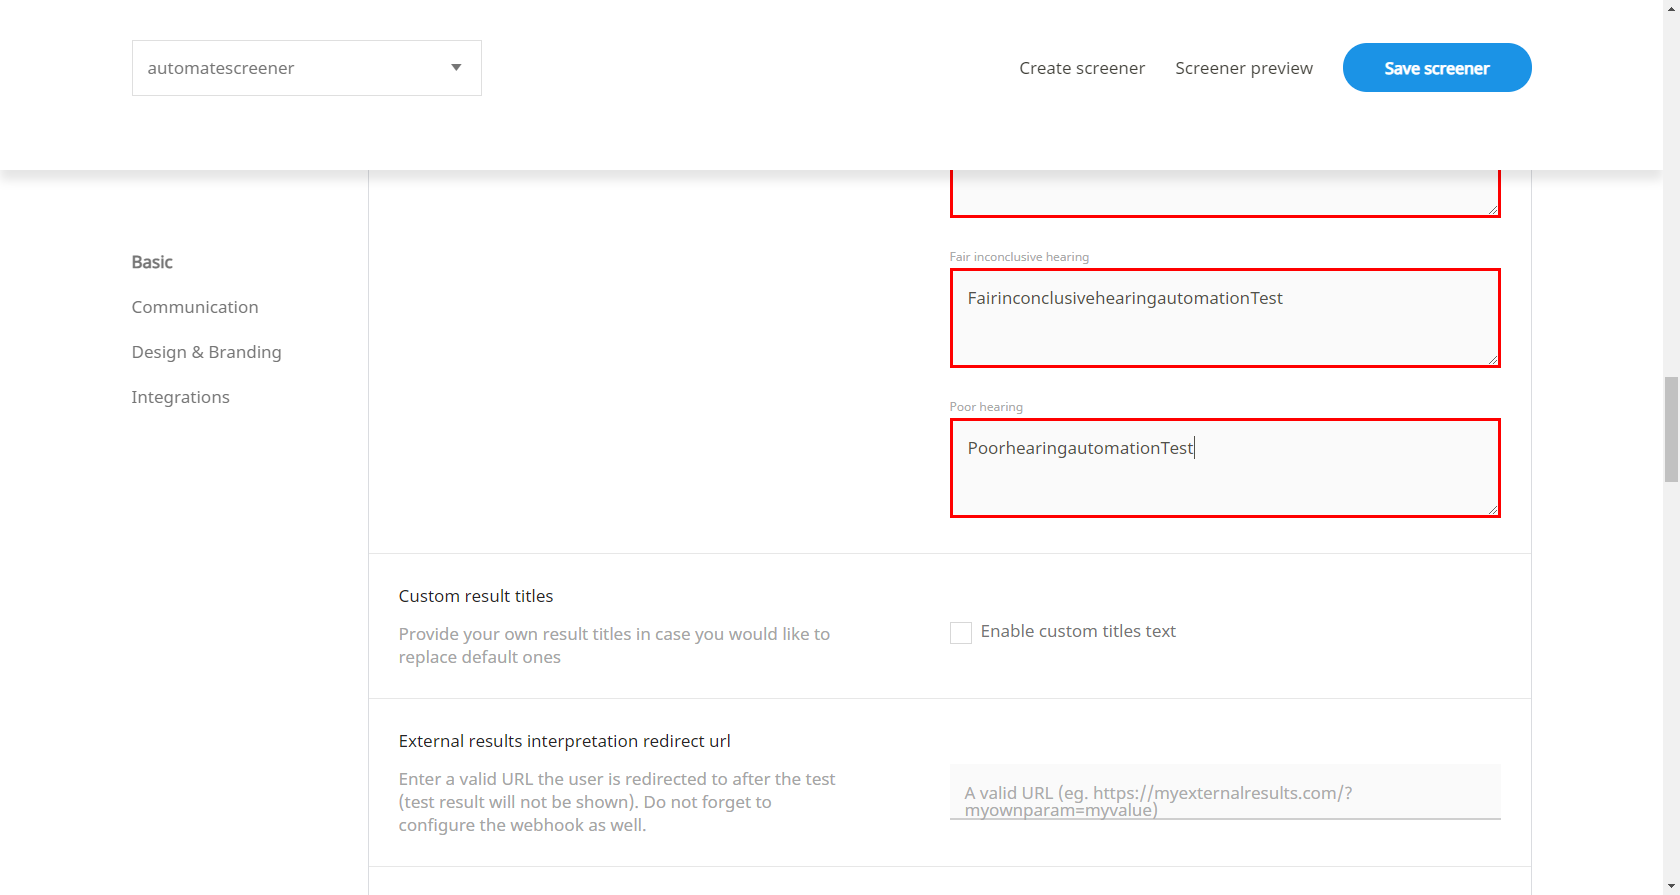 automatescreener
Create screener
Screener preview
Save screener
Basic
Communication
Design & Branding
Integrations
Fair inconclusive hearing
FairinconclusivehearingautomationTest
Poor hearing
PoorhearingautomationTest
Custom result titles
Provide your own result titles in case you would like to
replace default ones
Enable custom titles text
External results interpretation redirect url
Enter a valid URL the user is redirected to after the test
(test result will not be shown). Do not forget to
configure the webhook as well.
A valid URL (eg. https://myexternalresults.com/?
myownparam=myvalue)